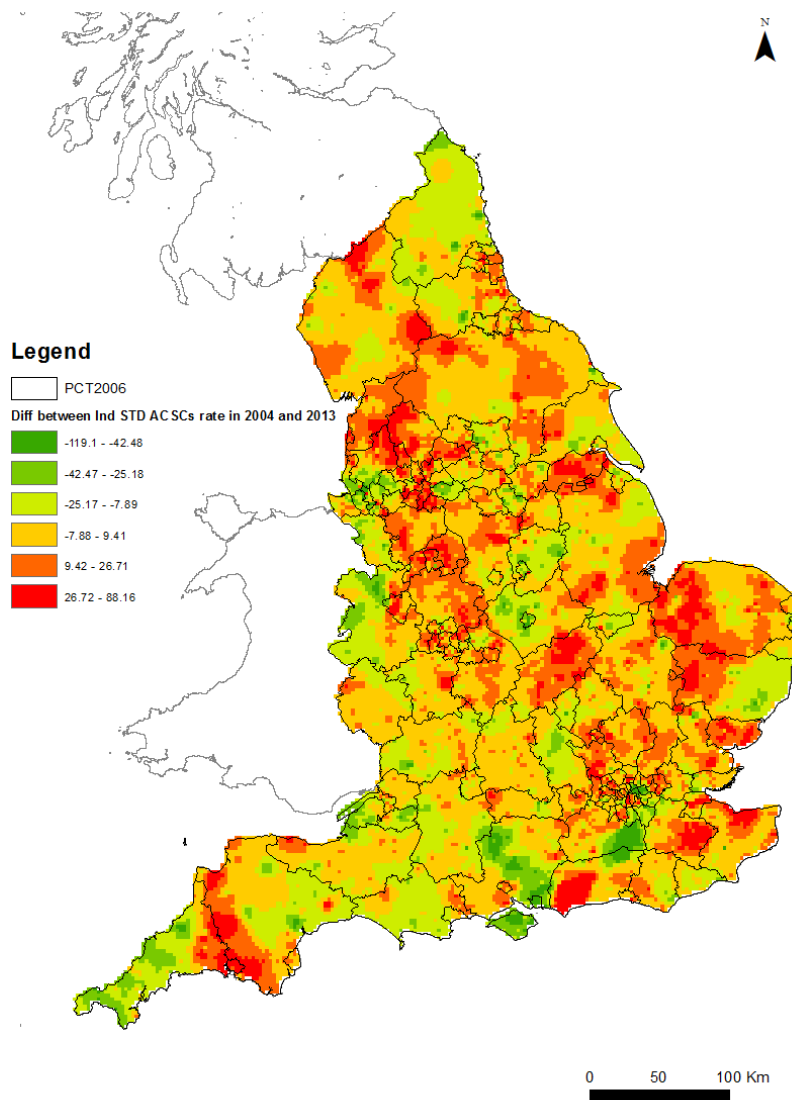 N
Legend
PCT2006
Diff between Ind STD ACSCs rate in 2004 and 2013
-119.1 - -42.48
-42.47 - -25.18
-25.17 - -7.89
-7.88 - 9.41
9.42 - 26.71
26.72 - 88.16
0 50 100 Km